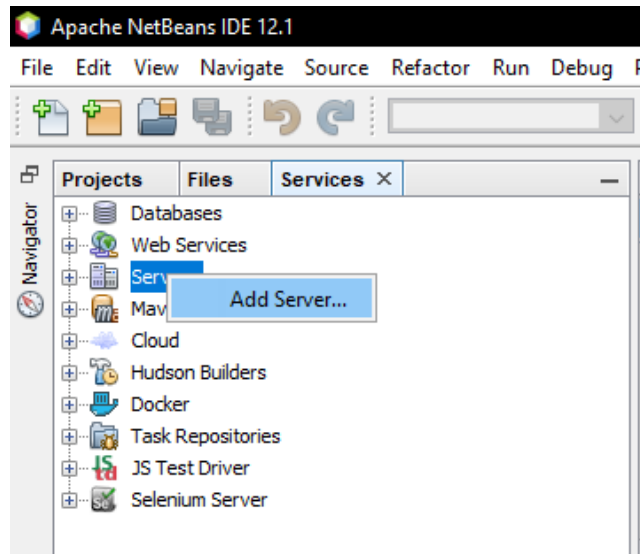 Apache NetBeans IDE 12.1
File Edit View Navigate Source Refactor Run Debug
Projects Files Services
Navigator
Databases
Web Services
Add Server...
Cloud
Hudson Builders
Docker
Task Repositories
JS Test Driver
Selenium Server